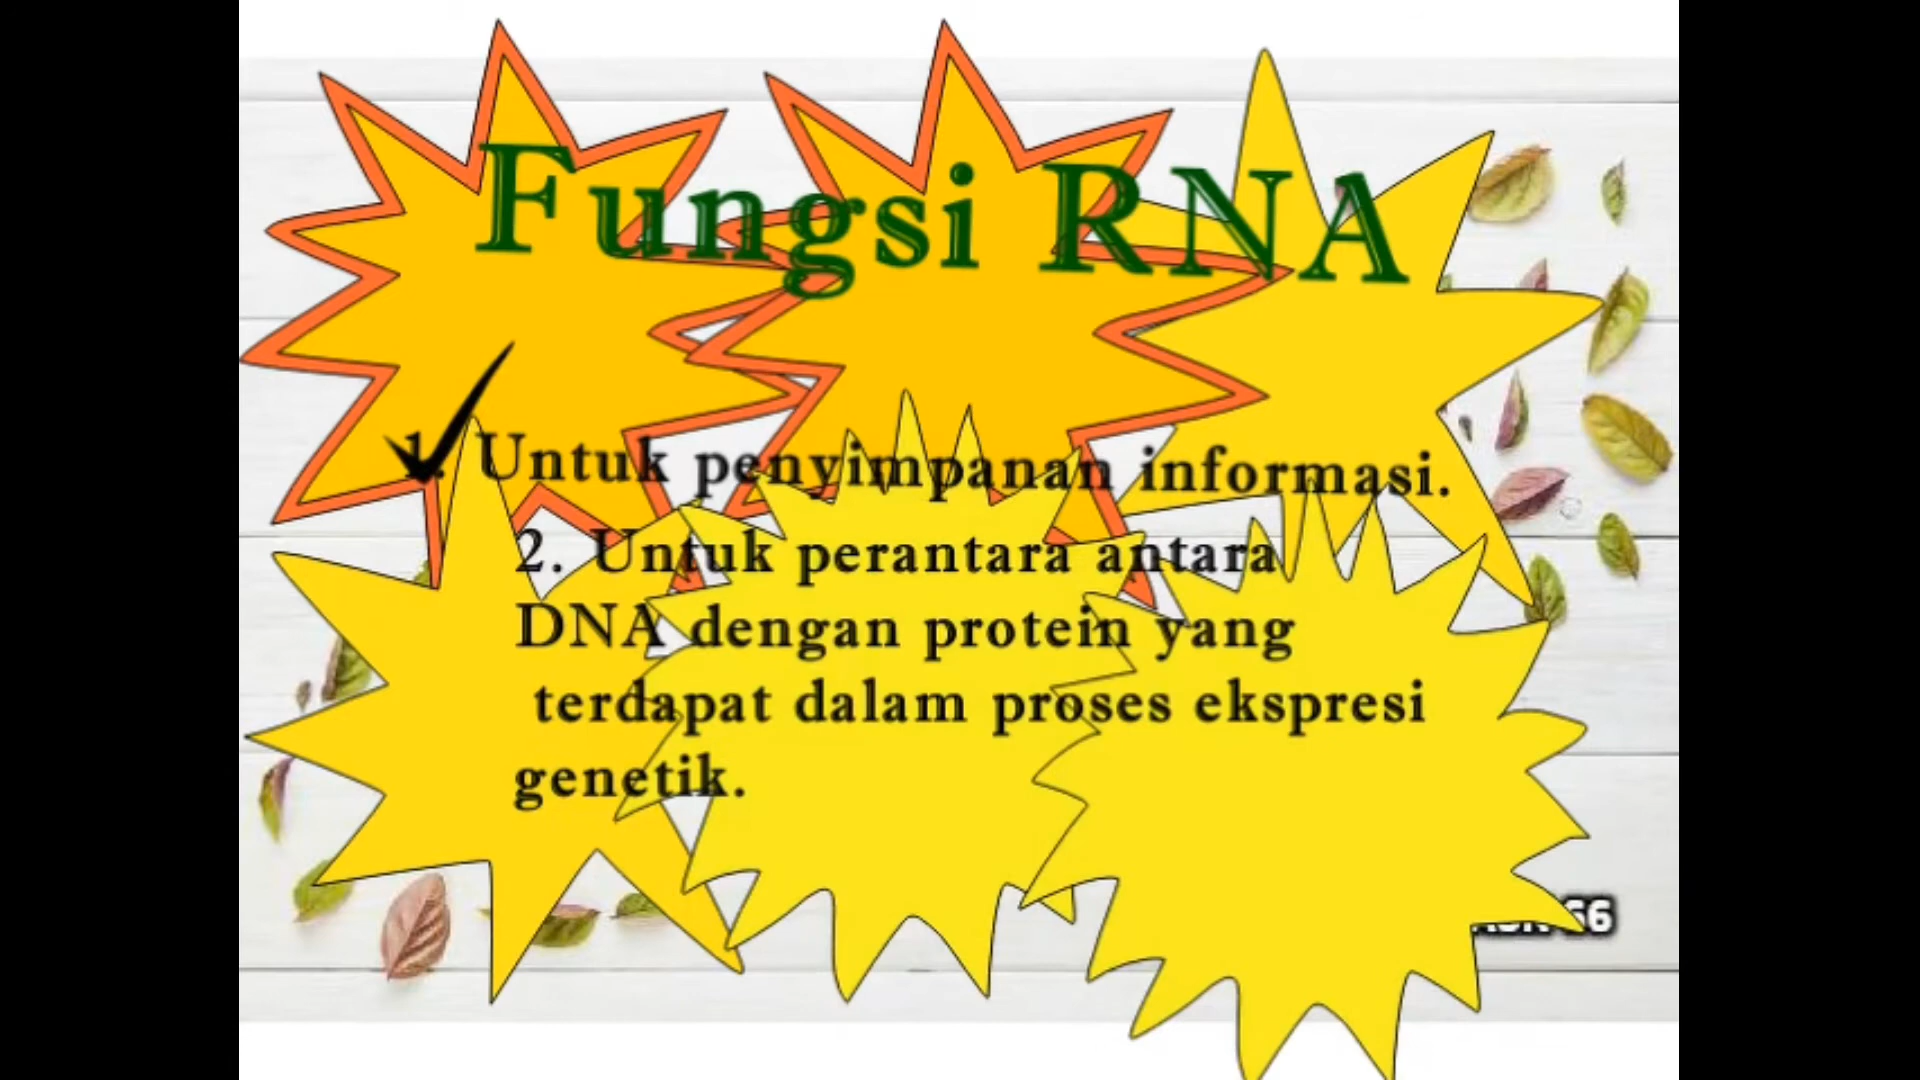 Fungsi RNA
1. Untuk penyimpanan informasi.
2. Untuk perantara antara
DNA dengan protein yang
terdapat dalam proses ekspresi
genetik.